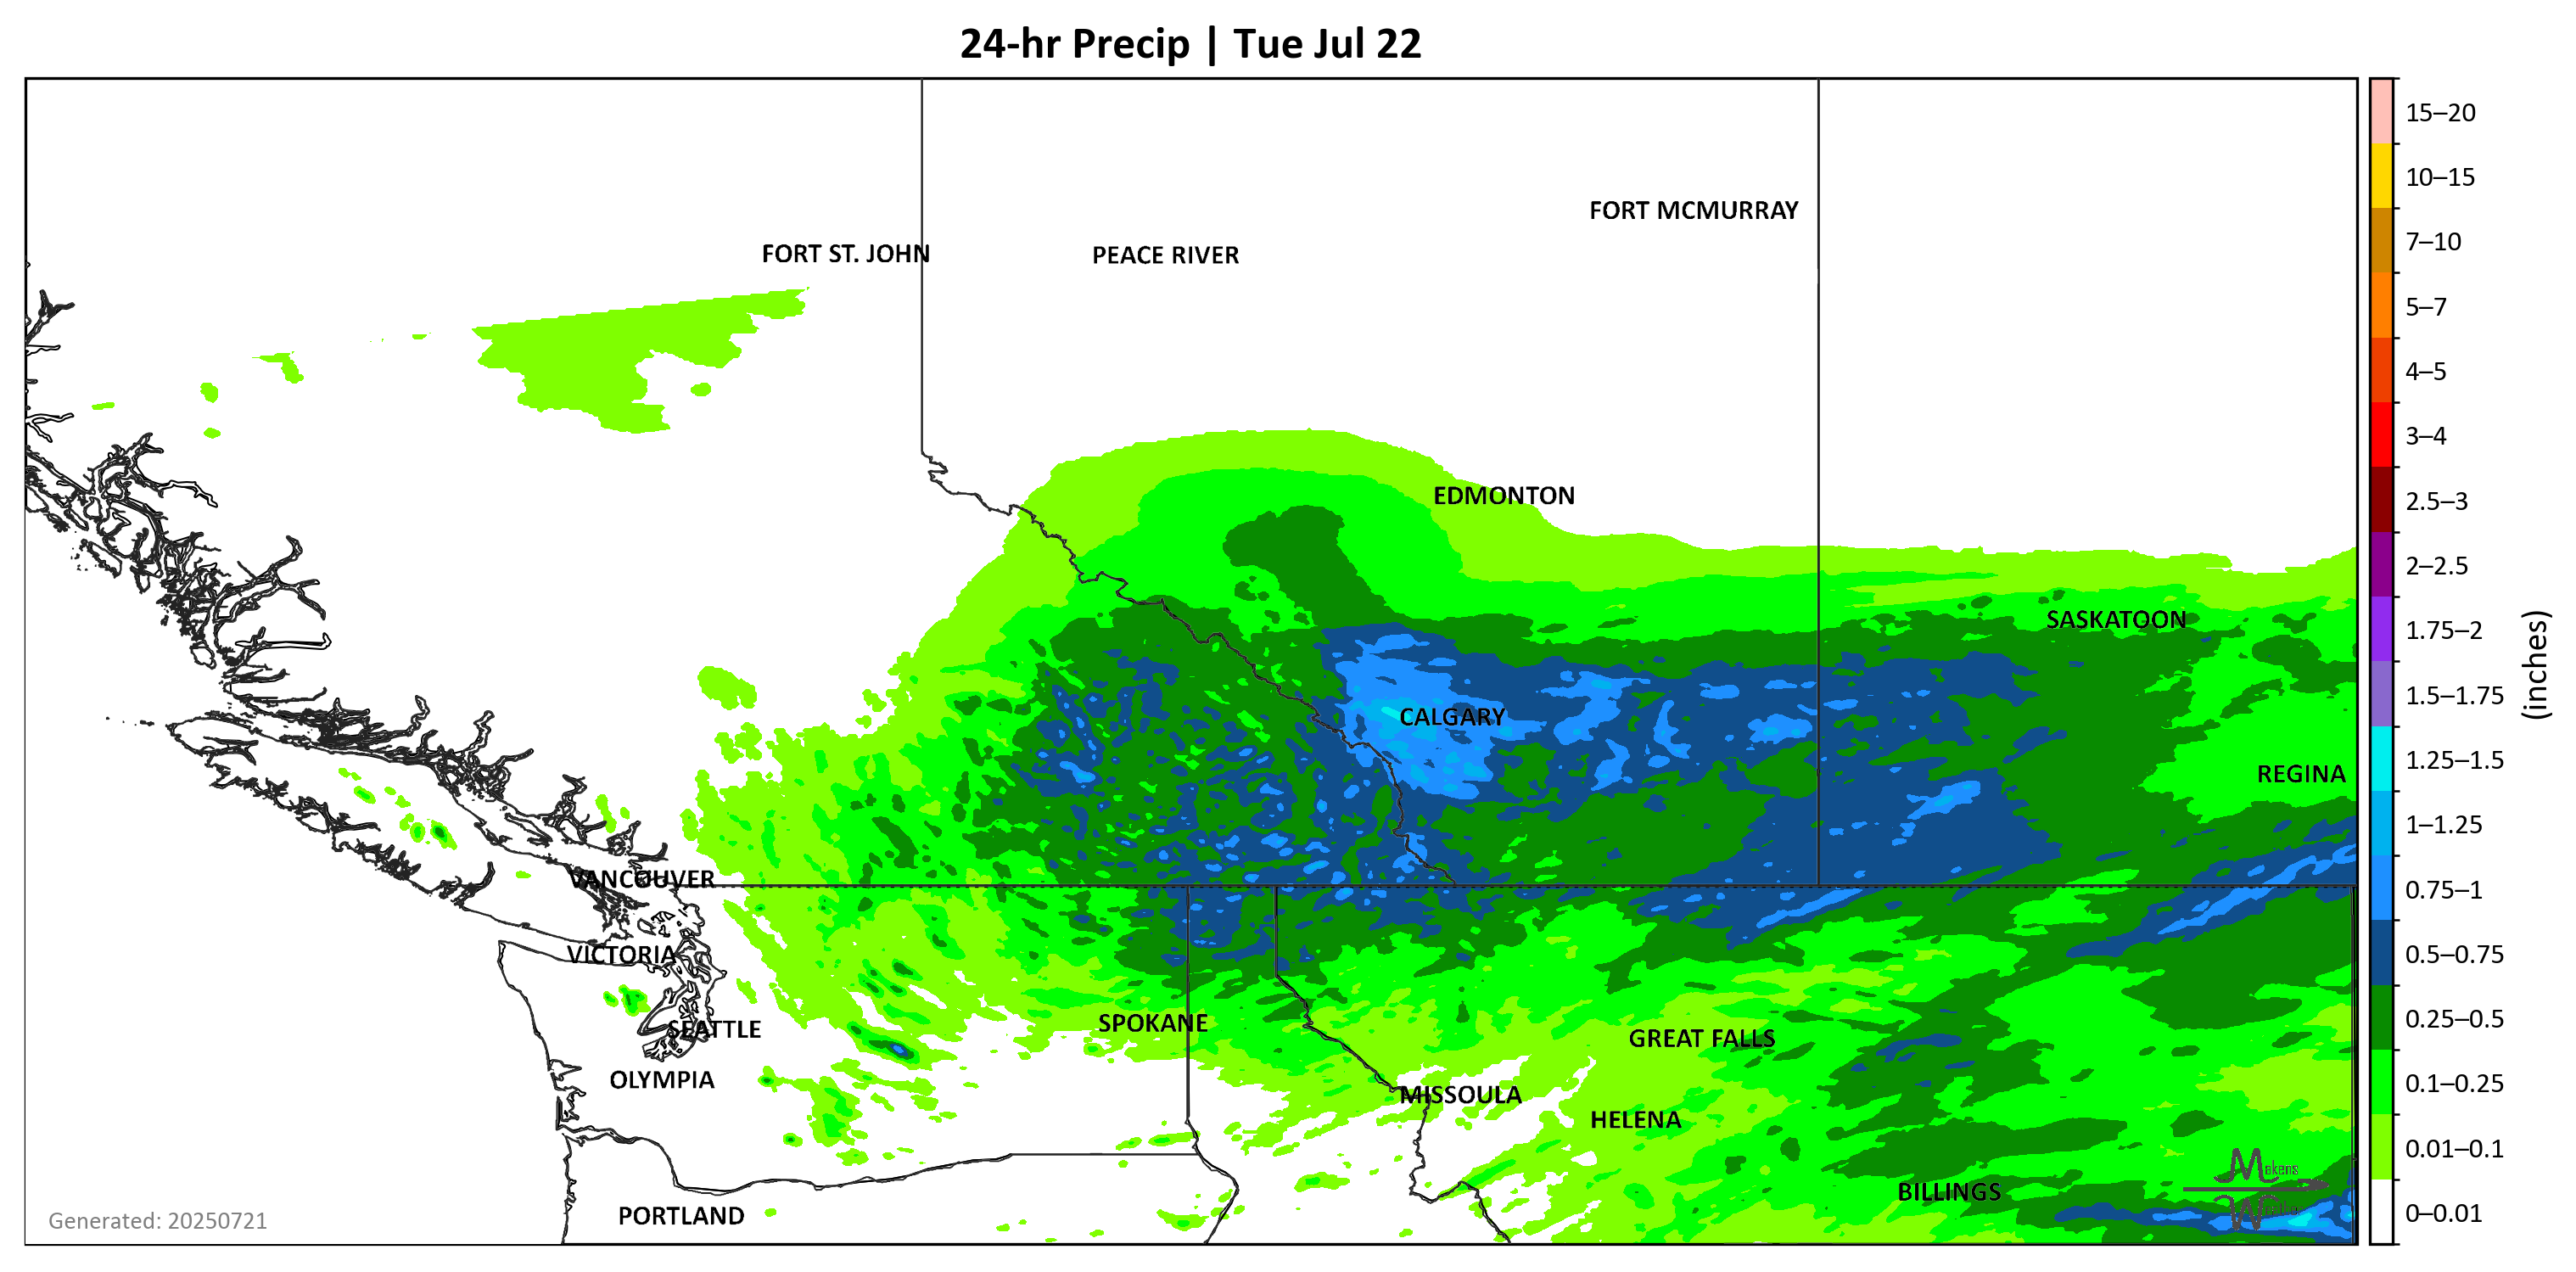 24-hr Precip | Tue Jul 22
FORT MCMURRAY
FORT ST. JOHN
PEACE RIVER
EDMONTON
SASKATOON
CALGARY
REGINA
VANCOUVER
VICTORIA
SPOKANE
SEATTLE
GREAT FALLS
OLYMPIA
MISSOULA
HELENA
BILLINGS
PORTLAND
Generated: 20250721
Makens
15–20
10–15
7–10
5–7
4–5
3–4
2.5–3
2–2.5
1.75–2
1.5–1.75
1.25–1.5
1–1.25
0.75–1
0.5–0.75
0.25–0.5
0.1–0.25
0.01–0.1
0–0.01
(inches)